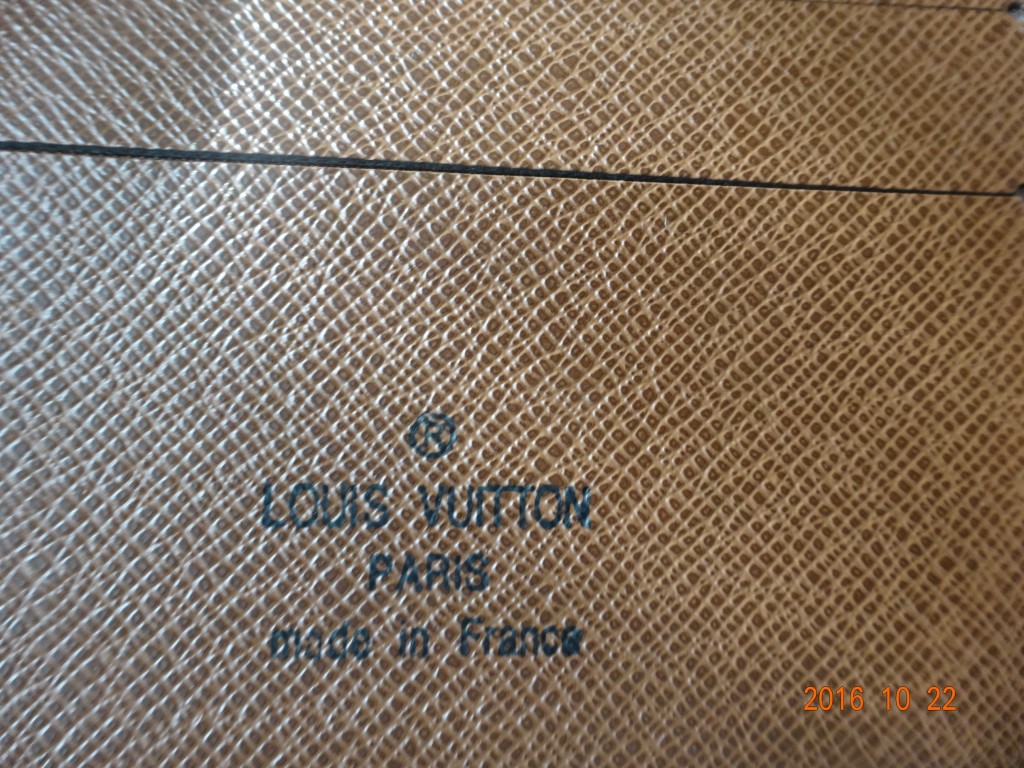 ®
LOUIS VUITTON
PARIS
made in France
2016 10 22